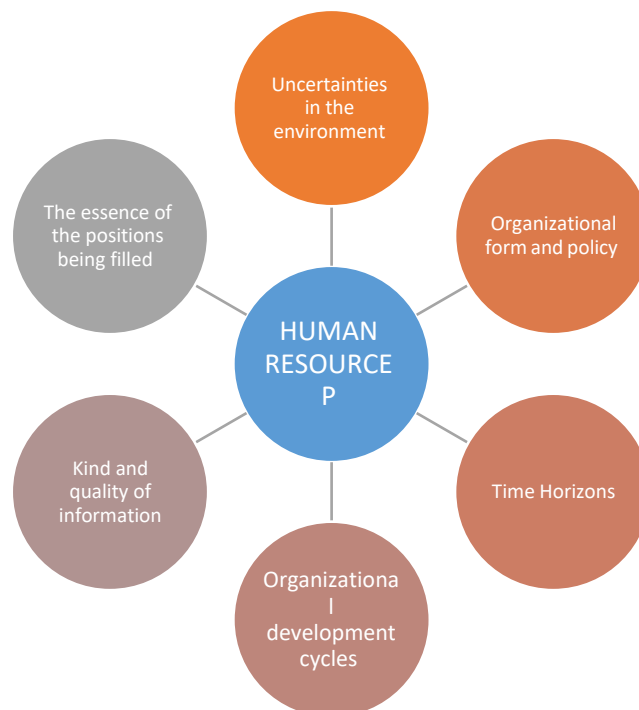 Uncertainties
in the
environment
Organizational
form and policy
Time Horizons
Organizationa
l
development
cycles
Kind and
quality of
information
The essence of
the positions
being filled
HUMAN
RESOURCE
P